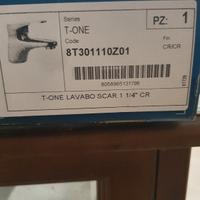 Series
T-ONE
PZ: 1
Code
Fin.
8T301110Z01
CR/CR
T-ONE LAVABO SCAR.1 1/4" CR